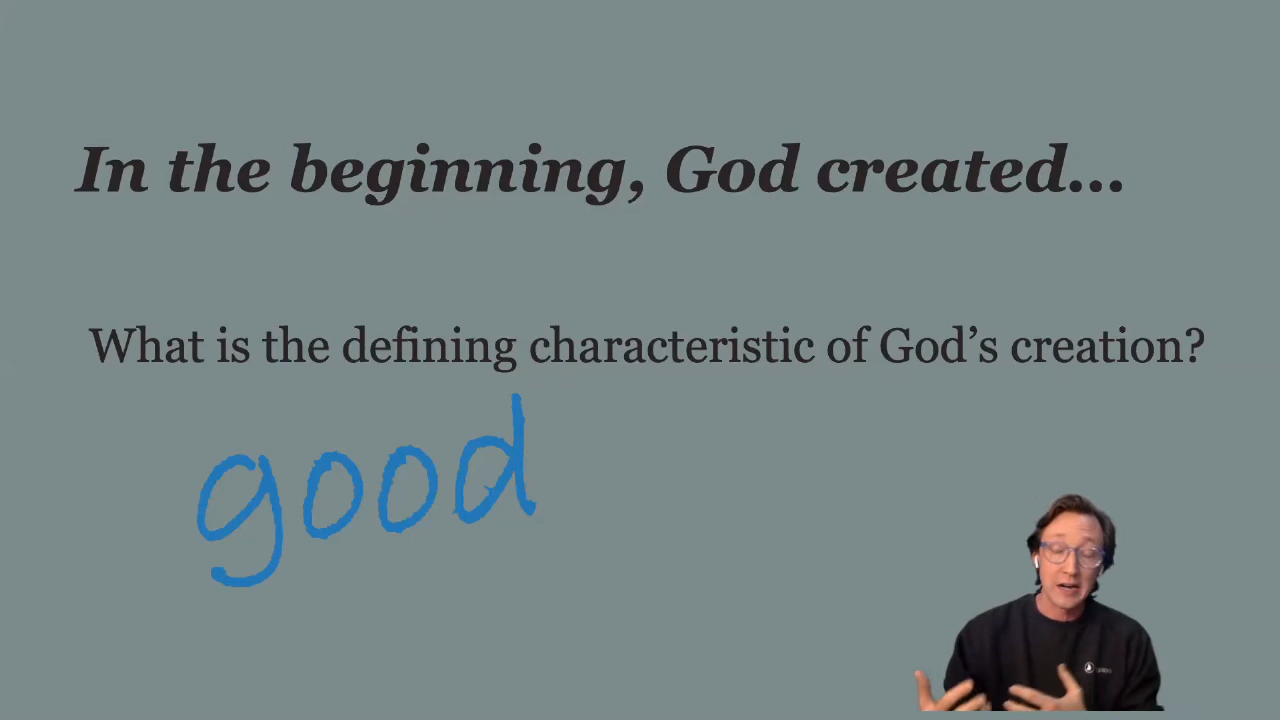 In the beginning, God created...
What is the defining characteristic of God’s creation?
good